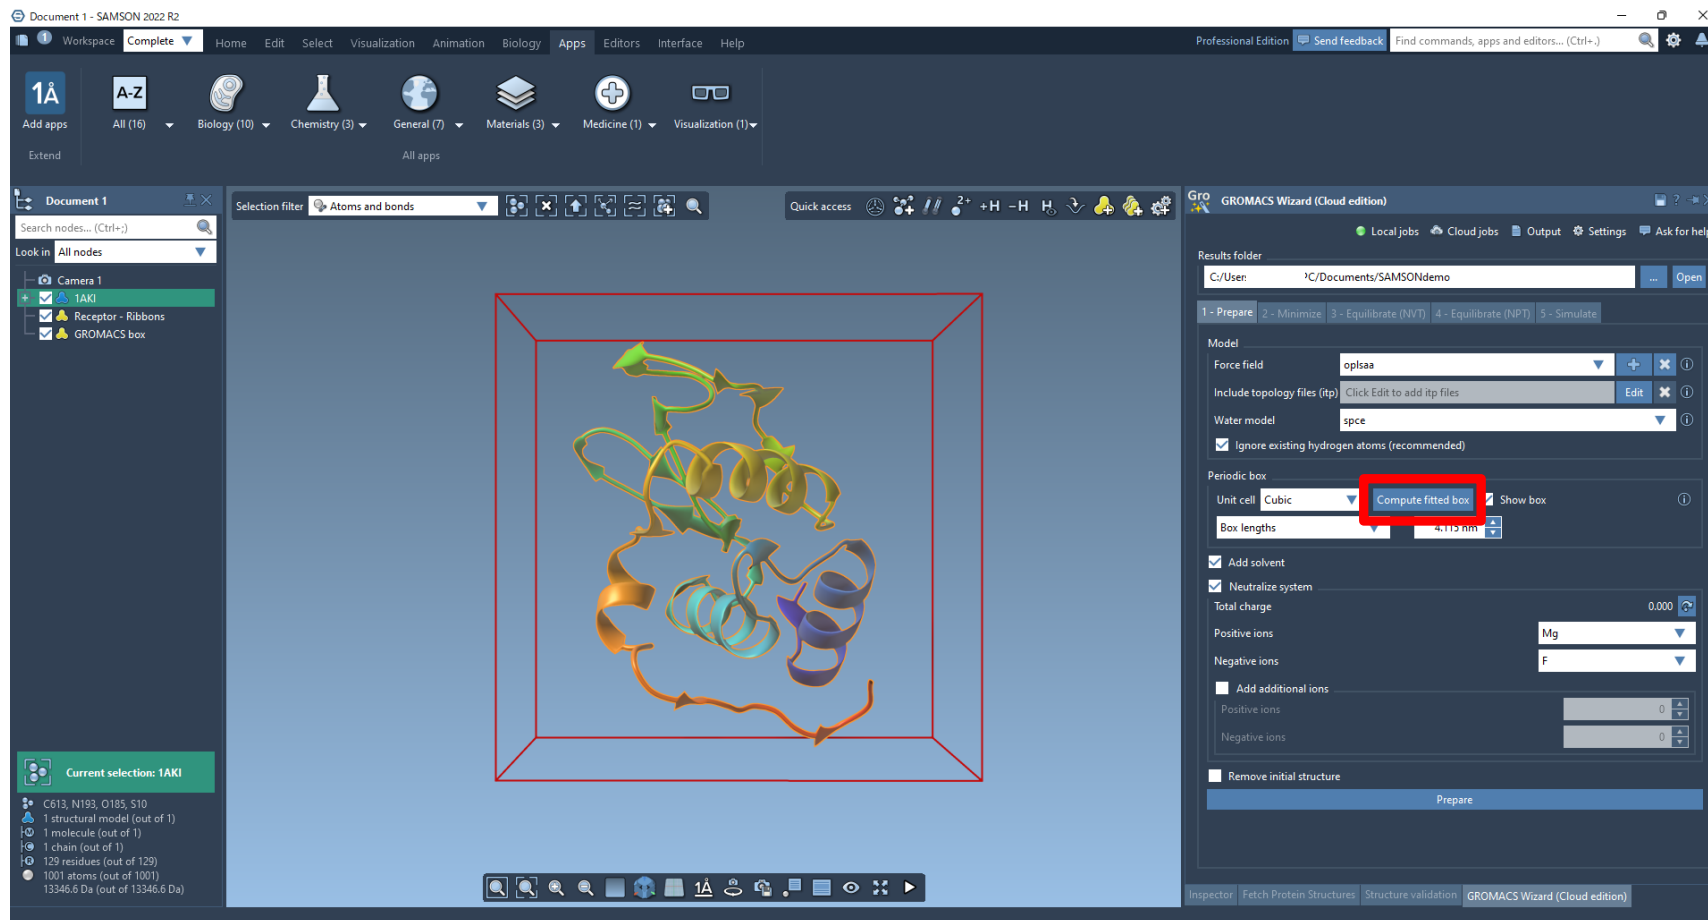 Document 1 - SAMSON 2022 R2
1 Workspace Complete Home Edit Select Visualization Animation Biology Apps Editors Interface Help Professional Edition Send feedback Find commands, apps and editors... (Ctrl+.)
1Å A-Z
Add apps All (16) Biology (10) Chemistry (3) General (7) Materials (3) Medicine (1) Visualization (1)
Extend All apps
Document 1
Search nodes... (Ctrl+;)
Look in All nodes
Camera 1
1AKI
Receptor - Ribbons
GROMACS box
Current selection: 1AKI
C613, N193, O185, S10
1 structural model (out of 1)
M 1 molecule (out of 1)
C 1 chain (out of 1)
R 129 residues (out of 129)
1001 atoms (out of 1001)
13346.6 Da (out of 13346.6 Da)
Selection filter Atoms and bonds
Quick access 2+ +H -H H
1Å
Gro GROMACS Wizard (Cloud edition) ?
Local jobs Cloud jobs Output Settings Ask for help
Results folder
C:/User: PC/Documents/SAMSONdemo ... Open
1 - Prepare 2 - Minimize 3 - Equilibrate (NVT) 4 - Equilibrate (NPT) 5 - Simulate
Model
Force field oplsaa
Include topology files (itp) Click Edit to add itp files Edit
Water model spce
Ignore existing hydrogen atoms (recommended)
Periodic box
Unit cell Cubic Compute fitted box Show box
Box lengths 4.115 nm
Add solvent
Neutralize system
Total charge 0.000
Positive ions Mg
Negative ions F
Add additional ions
Positive ions 0
Negative ions 0
Remove initial structure
Prepare
Inspector Fetch Protein Structures Structure validation GROMACS Wizard (Cloud edition)